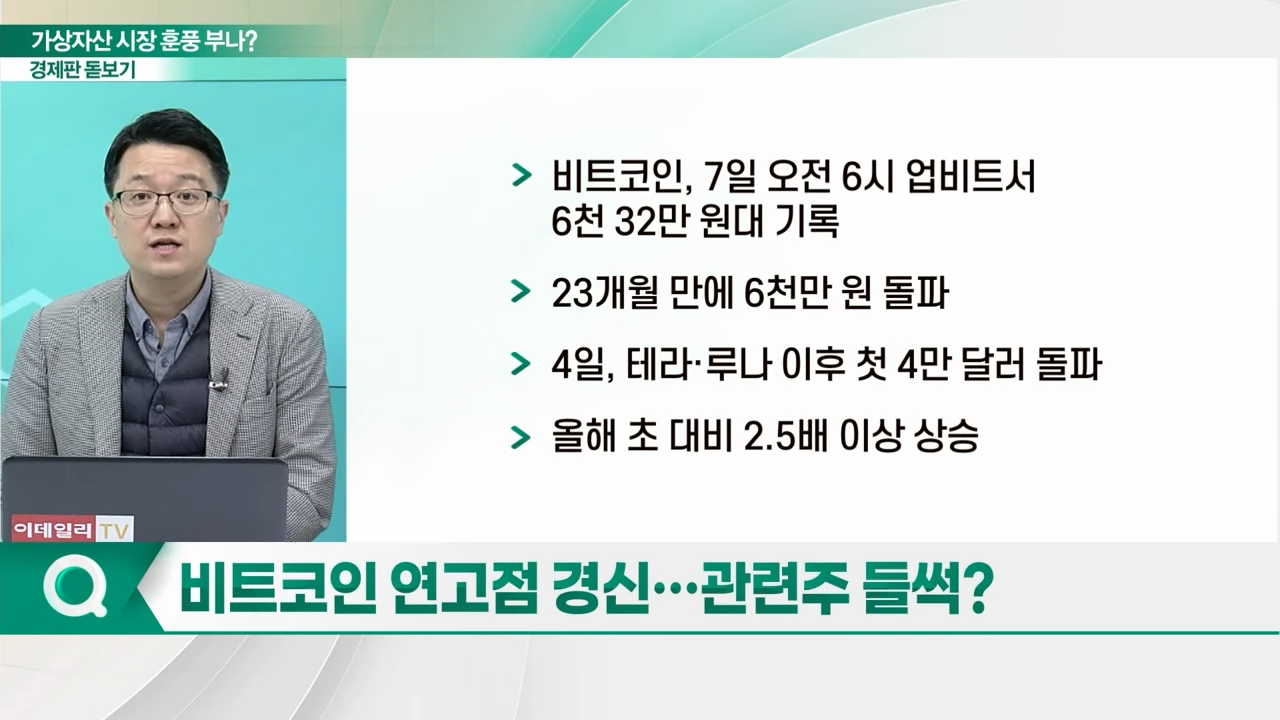 가상자산 시장 훈풍 부나?
경제판 돋보기
> 비트코인, 7일 오전 6시 업비트서
6천 32만 원대 기록
> 23개월 만에 6천만 원 돌파
> 4일, 테라·루나 이후 첫 4만 달러 돌파
> 올해 초 대비 2.5배 이상 상승
이데일리 TV
비트코인 연고점 경신…관련주 들썩?